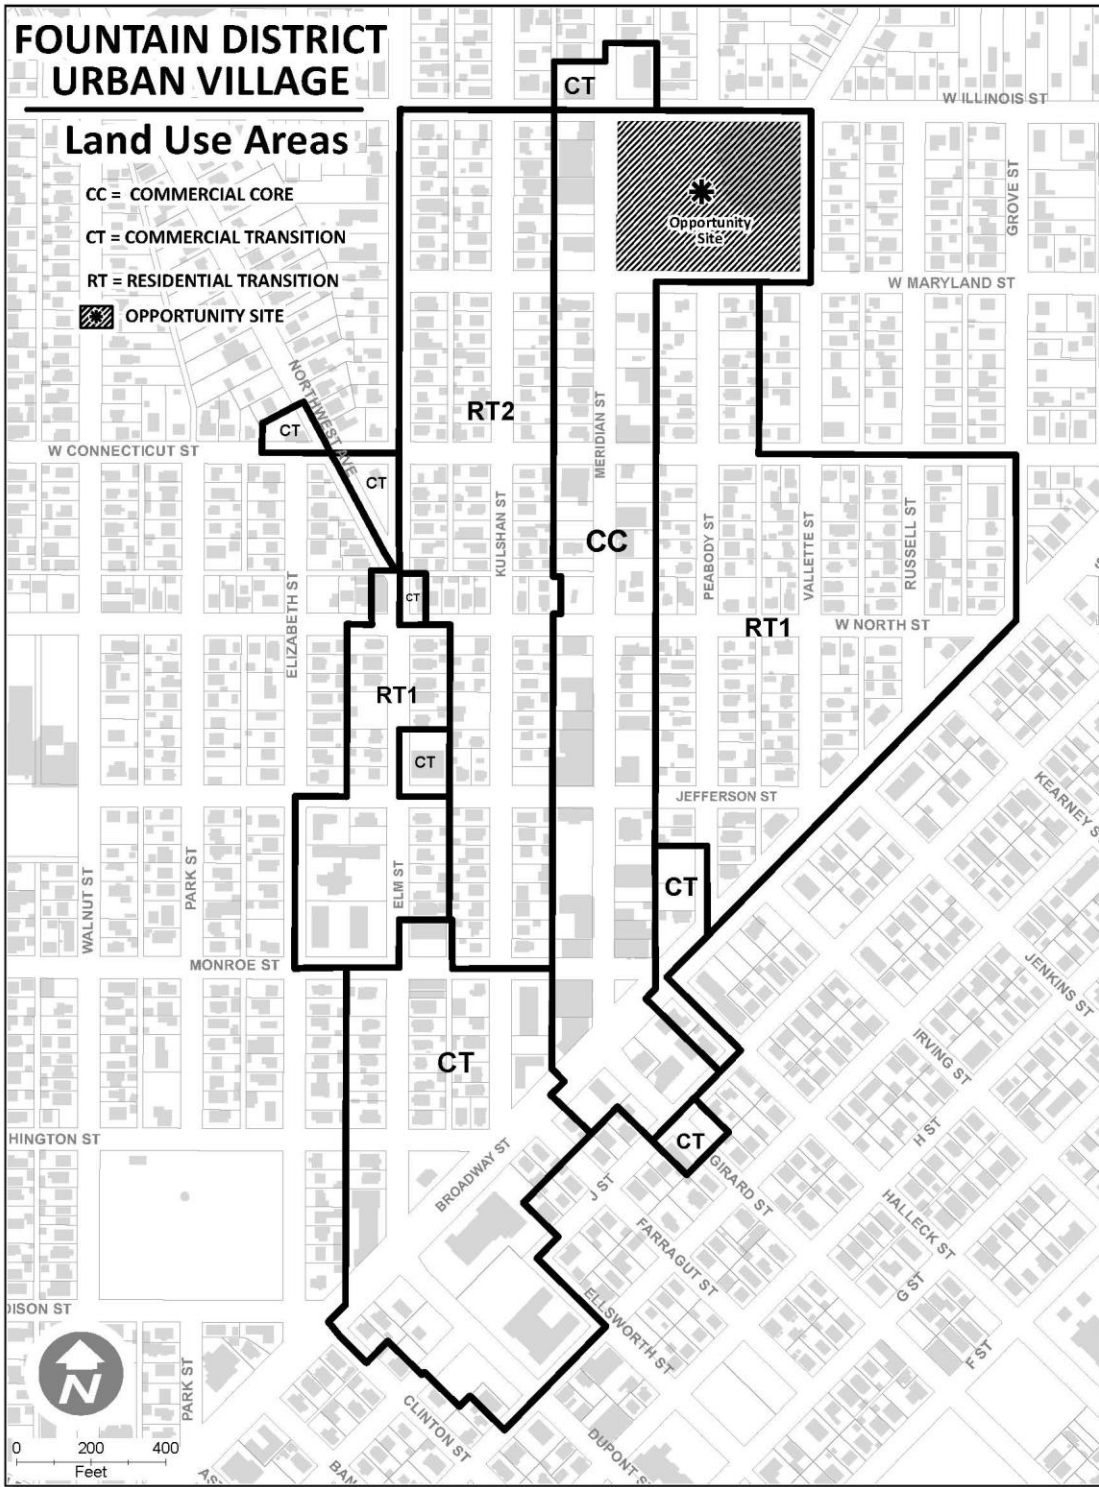 FOUNTAIN DISTRICT
URBAN VILLAGE
Land Use Areas
CC = COMMERCIAL CORE
CT = COMMERCIAL TRANSITION
RT = RESIDENTIAL TRANSITION
OPPORTUNITY SITE
CT
W ILLINOIS ST
Opportunity
Site
GROVE ST
W MARYLAND ST
NORTHWEST AVE
RT2
MERIDIAN ST
CT
W CONNECTICUT ST
CT
KULSHAN ST
CC
PEABODY ST
VALLETTE ST
RUSSELL ST
CT
ELIZABETH ST
RT1
W NORTH ST
RT1
CT
JEFFERSON ST
KEARNEY S
WALNUT ST
PARK ST
ELM ST
CT
MONROE ST
JENKINS ST
CT
IRVING ST
HINGTON ST
CT
H ST
BROADWAY ST
J ST
GIRARD ST
HALLECK ST
FARRAGUT ST
G ST
DISON ST
ELLSWORTH ST
F ST
N
PARK ST
CLINTON ST
DUPONT S
BAN
0 200 400
Feet